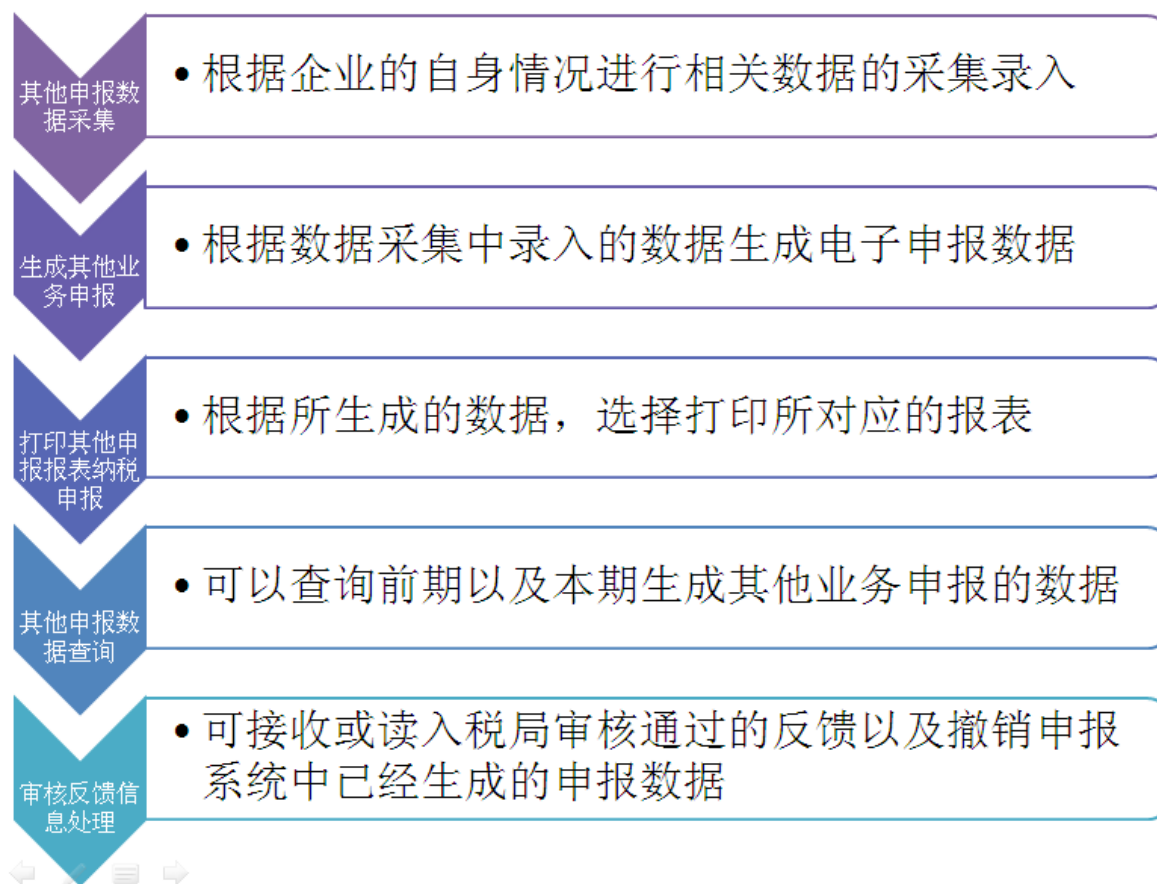 其他申报数
据采集
•根据企业的自身情况进行相关数据的采集录入
生成其他业
务申报
•根据数据采集中录入的数据生成电子申报数据
打印其他申
报报表纳税
申报
•根据所生成的数据，选择打印所对应的报表
其他申报数
据查询
•可以查询前期以及本期生成其他业务申报的数据
审核反馈信
息处理
•可接收或读入税局审核通过的反馈以及撤销申报
系统中已经生成的申报数据